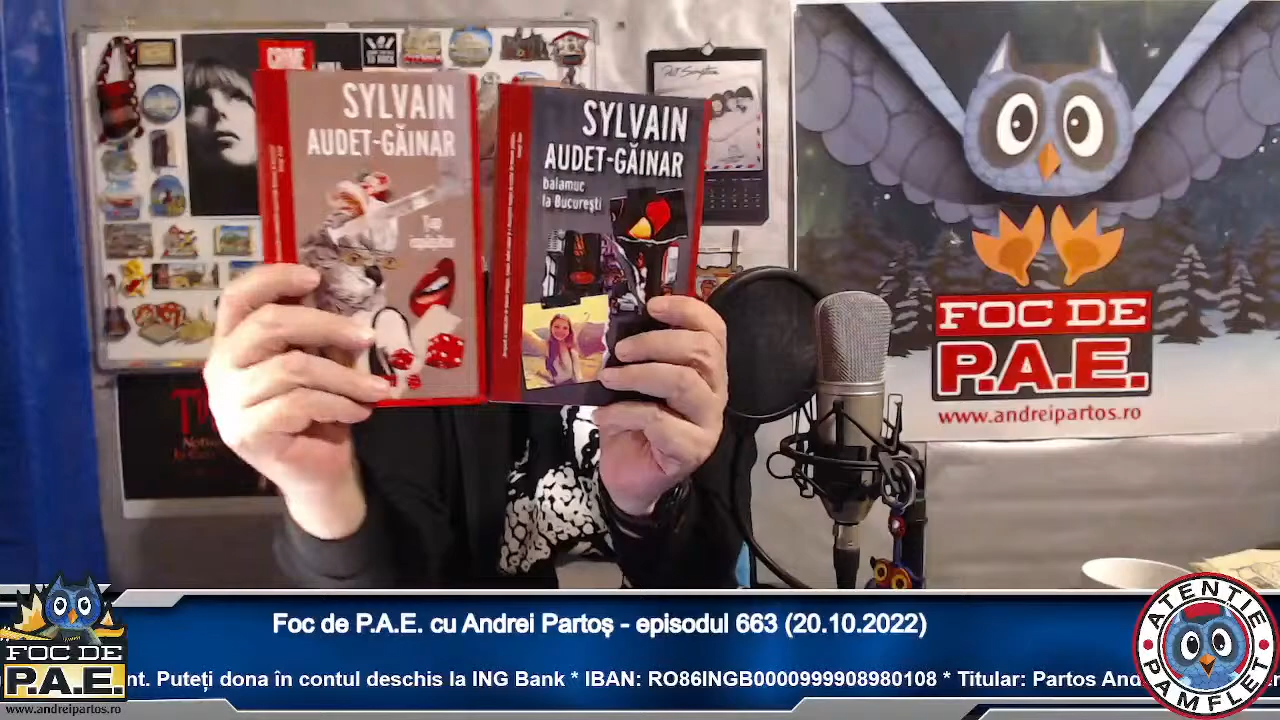 CRIME
SYLVAIN
AUDET-GĂINAR
SYLVAIN
AUDET-GĂINAR
balamuc
la București
FOC DE
P.A.E.
www.andreipartos.ro
Foc de P.A.E. cu Andrei Partoș - episodul 663 (20.10.2022)
nt. Puteți dona în contul deschis la ING Bank * IBAN: RO86INGB0000999908980108 * Titular: Partos And
FOC DE
P.A.E.
www.andreipartos.ro
ATENTIE
PAMFLET